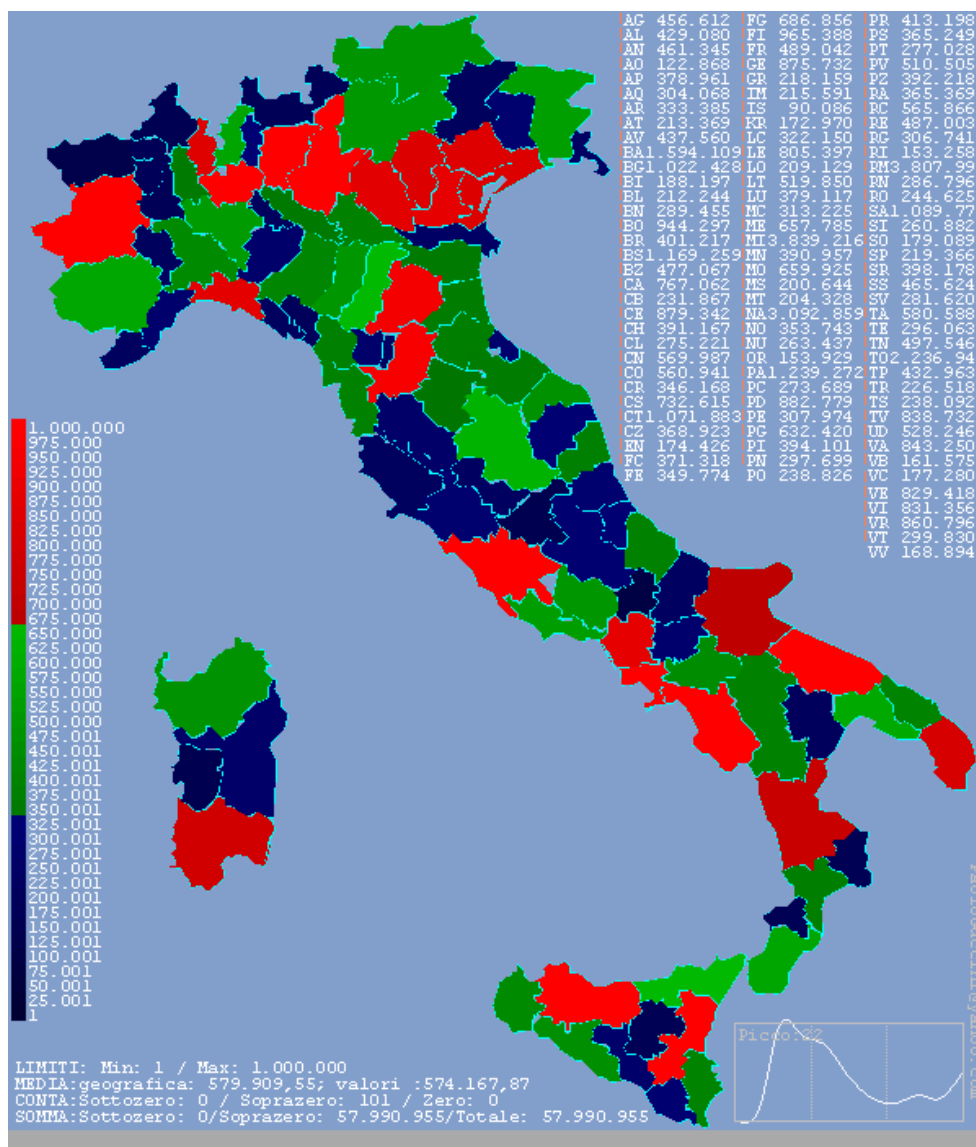 AG 456.612 FG 686.856 PR 413.198
AL 429.080 FI 965.388 PS 365.249
AN 461.345 FR 489.042 PT 277.028
AO 122.868 GE 875.732 PV 510.505
AP 378.961 GR 218.159 PZ 392.218
AQ 304.068 IM 215.591 RA 365.369
AR 333.385 IS 90.086 RC 565.866
AT 213.369 KR 172.970 RE 487.003
AV 437.560 LC 322.150 RG 306.741
BA1.594.109 LE 805.397 RI 153.258
BG1.022.428 LO 209.129 RM3.807.99
BI 188.197 LT 519.850 RN 286.796
BL 212.244 LU 379.117 RO 244.625
BN 289.455 MC 313.225 SA1.089.77
BO 944.297 ME 657.785 SI 260.882
BR 401.217 MI3.839.216 SO 179.089
BS1.169.259 MN 390.957 SP 219.366
BZ 477.067 MO 659.925 SR 398.178
CA 767.062 MS 200.644 SS 465.624
CB 231.867 MT 204.328 SV 281.620
CE 879.342 NA3.092.859 TA 580.588
CH 391.167 NO 353.743 TE 296.063
CL 275.221 NU 263.437 TN 497.546
CN 569.987 OR 153.929 TO2.236.94
CO 560.941 PA1.239.272 TP 432.963
CR 346.168 PC 273.689 TR 226.518
CS 732.615 PD 882.779 TS 238.092
CT1.071.883 PE 307.974 TV 838.732
CZ 368.923 PG 632.420 UD 528.246
EN 174.426 PI 394.101 VA 843.250
FC 371.318 PN 297.699 VB 161.575
FE 349.774 PO 238.826 VC 177.280
VE 829.418
VI 831.356
VR 860.796
VT 299.830
VV 168.894
1.000.000
975.000
950.000
925.000
900.000
875.000
850.000
825.000
800.000
775.000
750.000
725.000
700.000
675.000
650.000
625.000
600.000
575.000
550.000
525.000
500.000
475.001
450.001
425.001
400.001
375.001
350.001
325.001
300.001
275.001
250.001
225.001
200.001
175.001
150.001
125.001
100.001
75.001
50.001
25.001
1
Picco:22
LIMITI: Min: 1 / Max: 1.000.000
MEDIA:geografica: 579.909,55; valori :574.167,87
CONTA:Sottozero: 0 / Soprazero: 101 / Zero: 0
SOMMA:Sottozero: 0/Soprazero: 57.990.955/Totale: 57.990.955